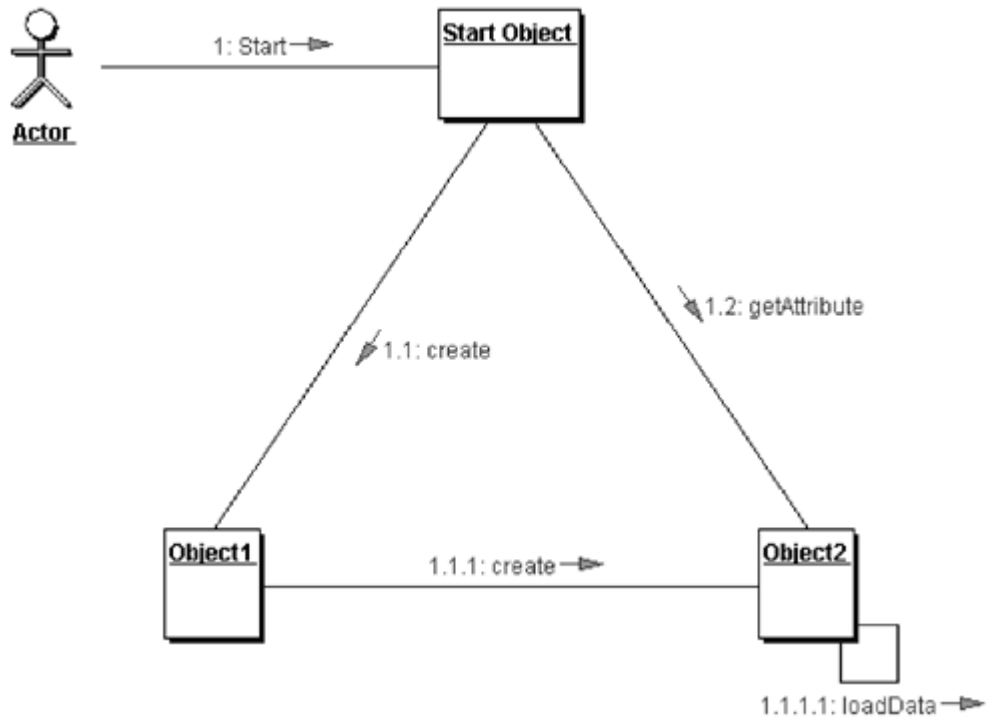 Start Object
1: Start
Actor
1.2: getAttribute
1.1: create
Object1
1.1.1: create
Object2
1.1.1.1: loadData